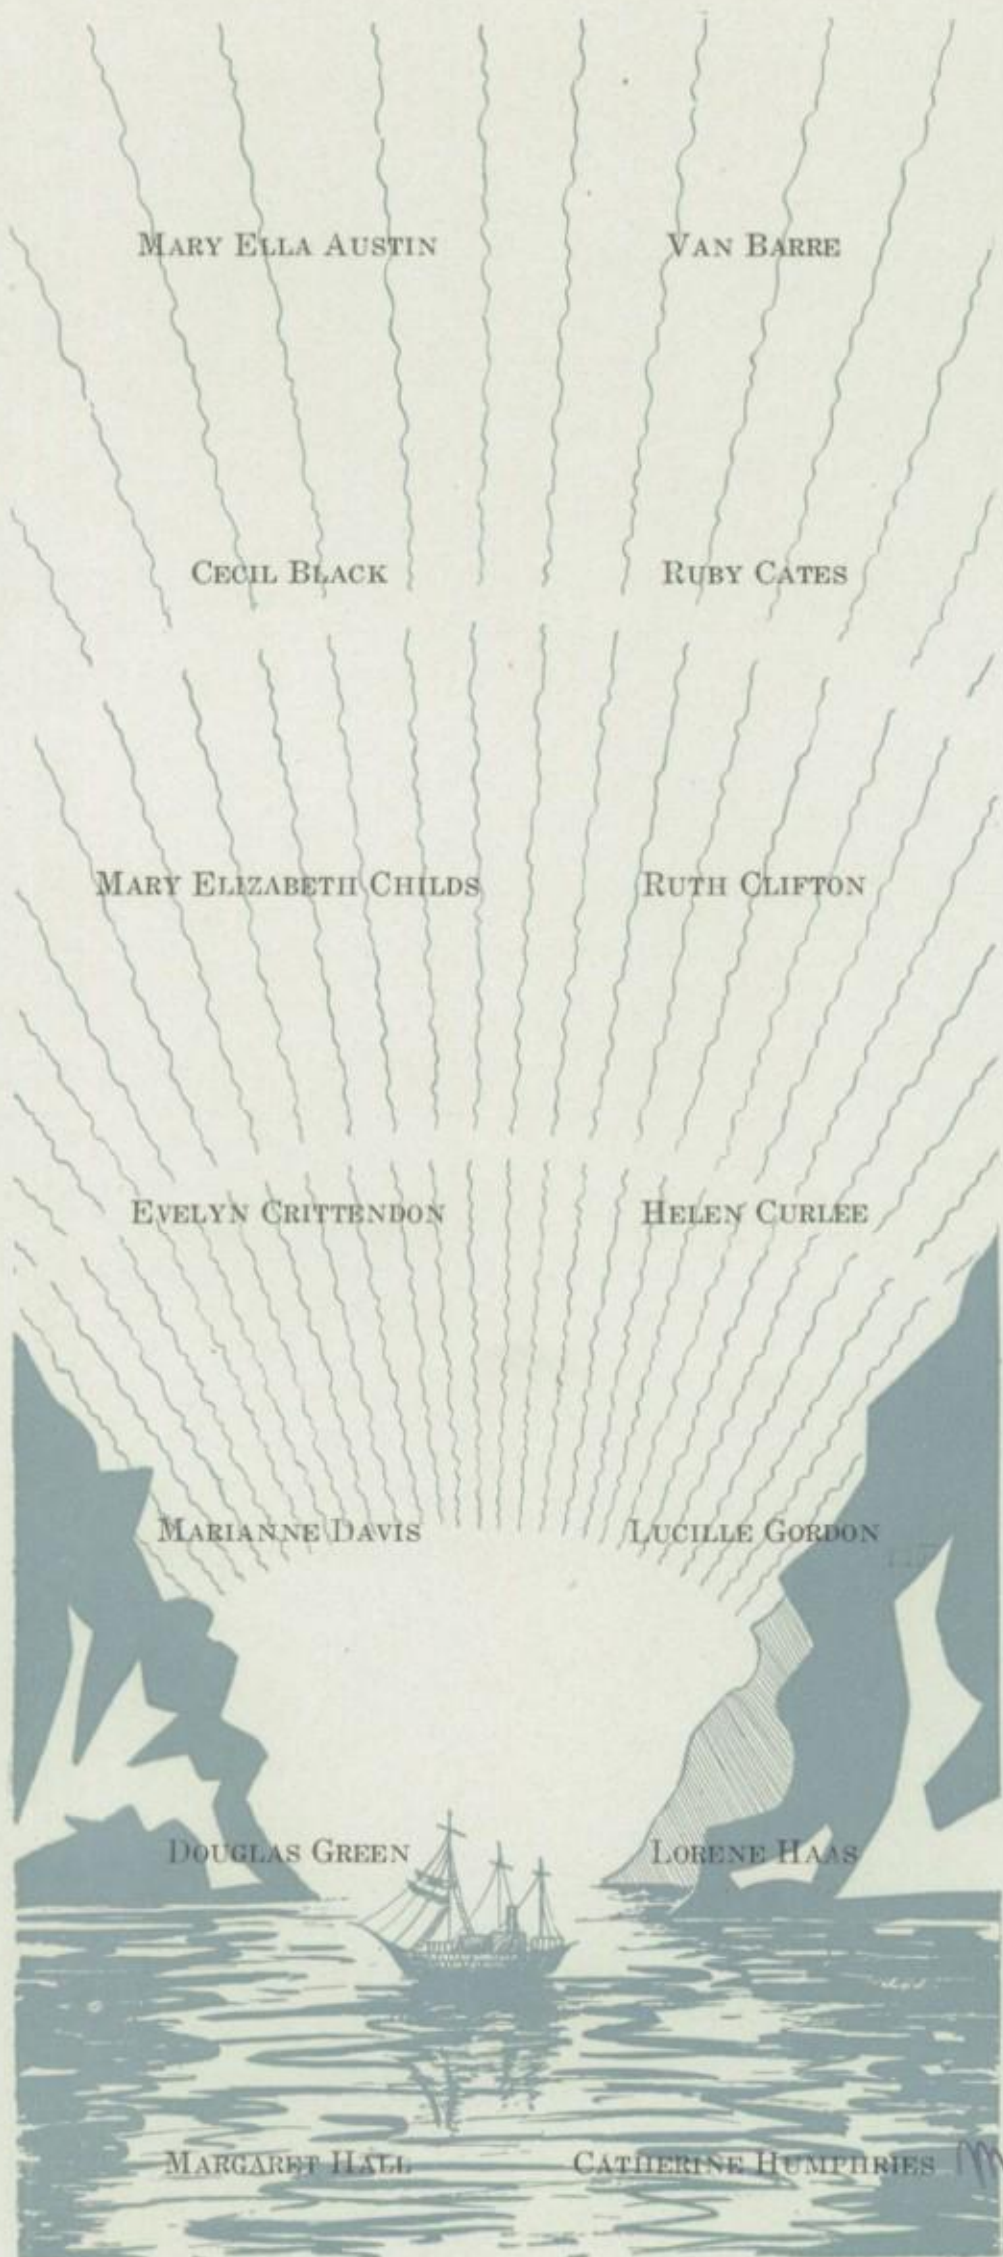 MARY ELLA AUSTIN VAN BARRE
CECIL BLACK RUBY CATES
MARY ELIZABETH CHILDS RUTH CLIFTON
EVELYN CRITTENDON HELEN CURLEE
MARIANNE DAVIS LUCILLE GORDON
DOUGLAS GREEN LORENE HAAS
MARGARET HALL CATHERINE HUMPHRIES